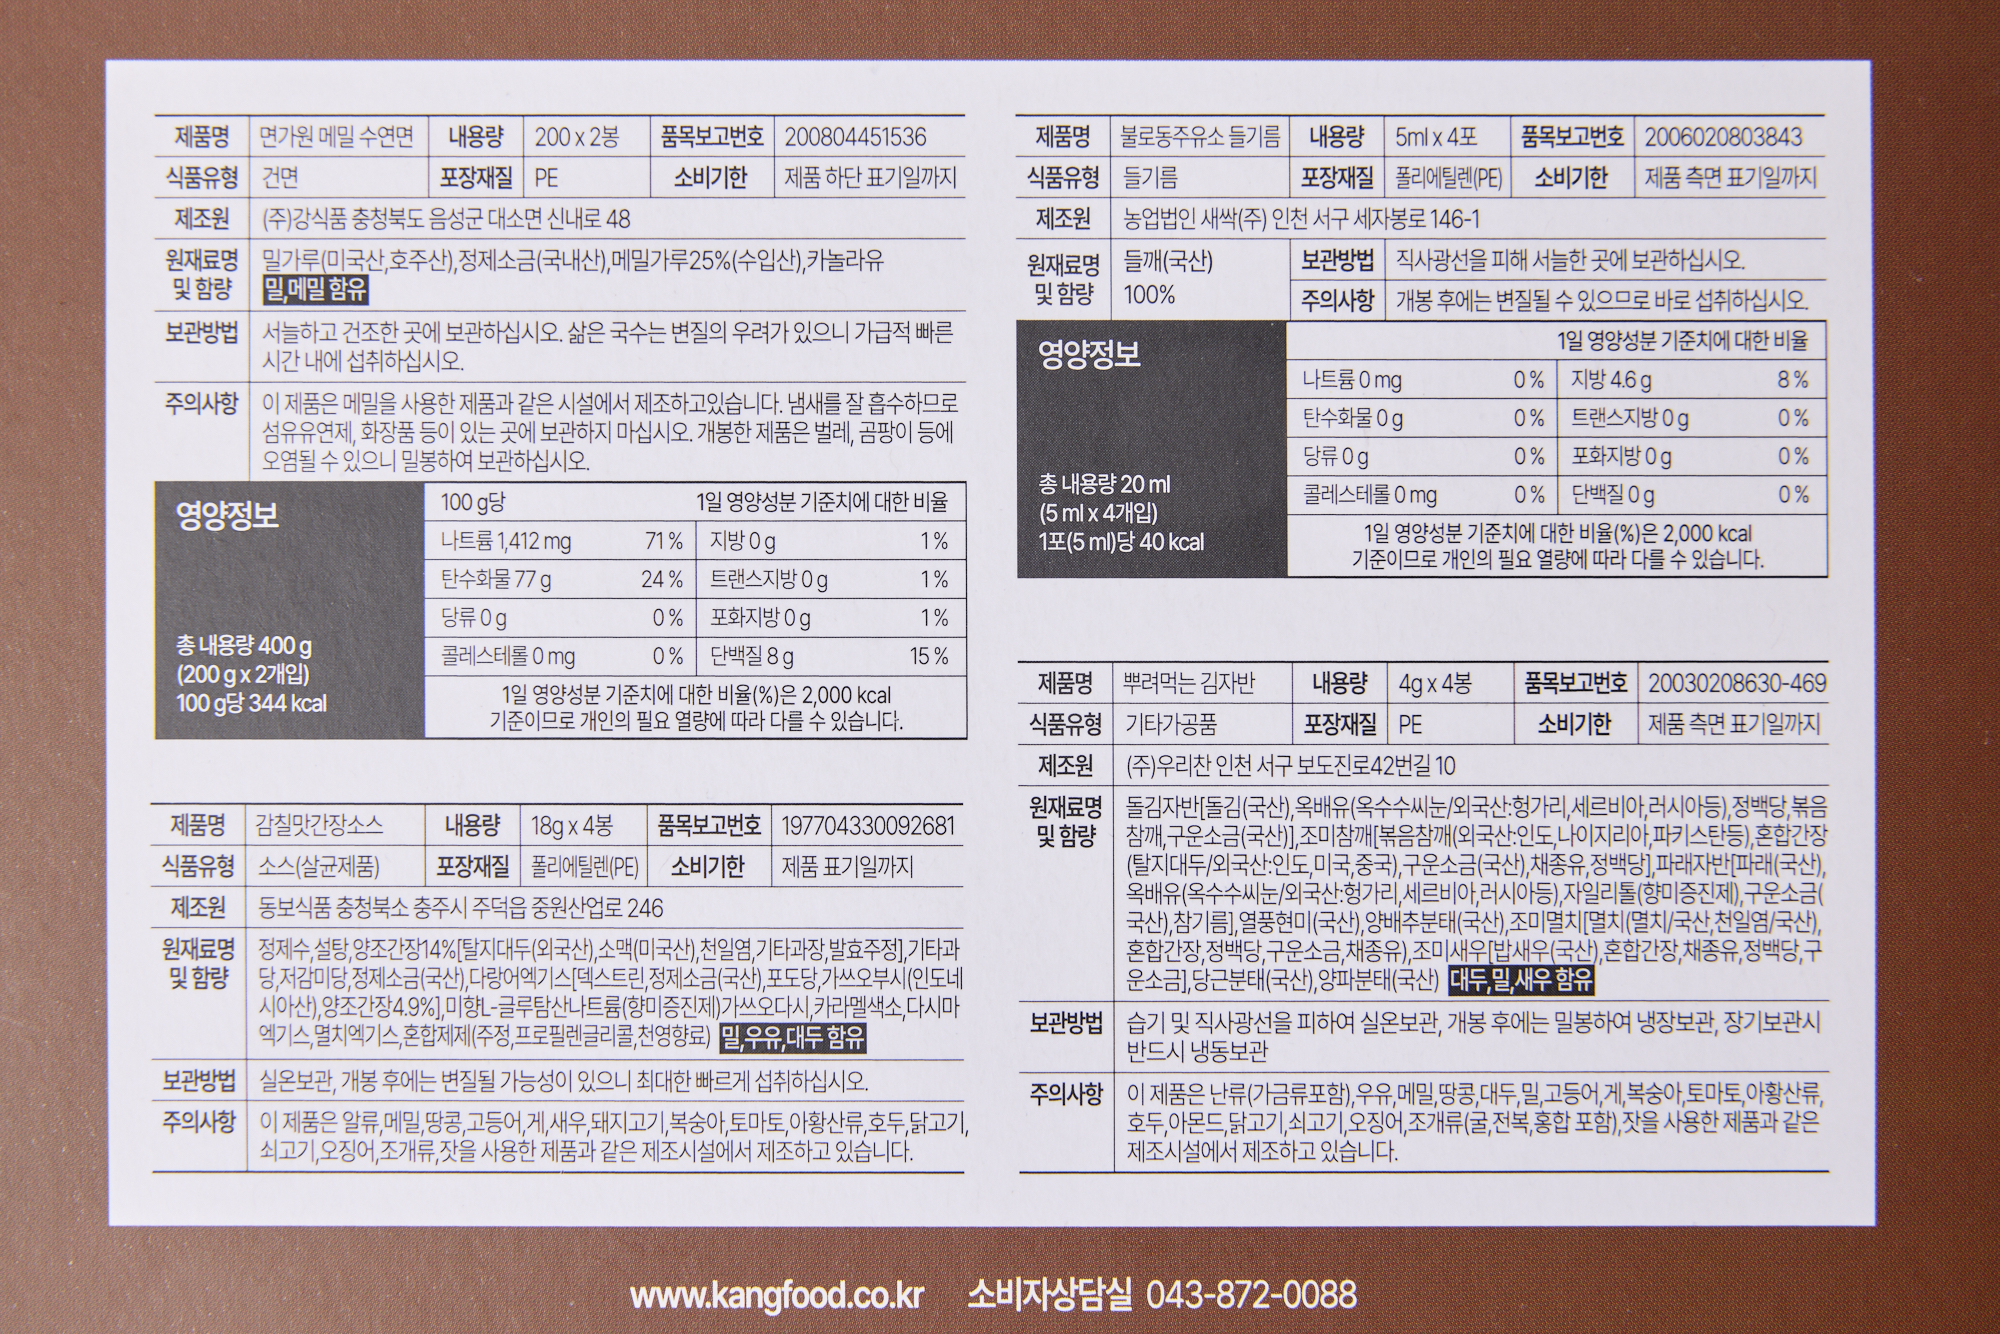 제품명 면가원 메밀 수연면 내용량 200 x 2봉 품목보고번호 200804451536
식품유형 건면 포장재질 PE 소비기한 제품 하단 표기일까지
제조원 (주)강식품 충청북도 음성군 대소면 신내로 48
원재료명 밀가루(미국산,호주산),정제소금(국내산),메밀가루25%(수입산),카놀라유
및 함량 밀,메밀 함유
보관방법 서늘하고 건조한 곳에 보관하십시오. 삶은 국수는 변질의 우려가 있으니 가급적 빠른
시간 내에 섭취하십시오.
주의사항 이 제품은 메밀을 사용한 제품과 같은 시설에서 제조하고있습니다. 냄새를 잘 흡수하므로
섬유유연제, 화장품 등이 있는 곳에 보관하지 마십시오. 개봉한 제품은 벌레, 곰팡이 등에
오염될 수 있으니 밀봉하여 보관하십시오.
영양정보
총 내용량 400 g
(200 g x 2개입)
100 g당 344 kcal
100 g당 1일 영양성분 기준치에 대한 비율
나트륨 1,412 mg 71 % 지방 0 g 1 %
탄수화물 77 g 24 % 트랜스지방 0 g 1 %
당류 0 g 0 % 포화지방 0 g 1 %
콜레스테롤 0 mg 0 % 단백질 8 g 15 %
1일 영양성분 기준치에 대한 비율(%)은 2,000 kcal
기준이므로 개인의 필요 열량에 따라 다를 수 있습니다.
제품명 감칠맛간장소스 내용량 18g x 4봉 품목보고번호 197704330092681
식품유형 소스(살균제품) 포장재질 폴리에틸렌(PE) 소비기한 제품 표기일까지
제조원 동보식품 충청북소 충주시 주덕읍 중원산업로 246
원재료명 정제수,설탕,양조간장14%[탈지대두(외국산),소맥(미국산),천일염,기타과장,발효주정],기타과
및 함량 당,저감미당,정제소금(국산),다랑어엑기스[덱스트린,정제소금(국산),포도당,가쓰오부시(인도네
시아산),양조간장4.9%],미향L-글루탐산나트륨(향미증진제)가쓰오다시,카라멜색소,다시마
엑기스,멸치엑기스,혼합제제(주정,프로필렌글리콜,천영향료) 밀,우유,대두 함유
보관방법 실온보관, 개봉 후에는 변질될 가능성이 있으니 최대한 빠르게 섭취하십시오.
주의사항 이 제품은 알류,메밀,땅콩,고등어,게,새우,돼지고기,복숭아,토마토,아황산류,호두,닭고기,
쇠고기,오징어,조개류,잣을 사용한 제품과 같은 제조시설에서 제조하고 있습니다.
제품명 불로동주유소 들기름 내용량 5ml x 4포 품목보고번호 2006020803843
식품유형 들기름 포장재질 폴리에틸렌(PE) 소비기한 제품 측면 표기일까지
제조원 농업법인 새싹(주) 인천 서구 세자봉로 146-1
원재료명 들깨(국산) 보관방법 직사광선을 피해 서늘한 곳에 보관하십시오.
및 함량 100% 주의사항 개봉 후에는 변질될 수 있으므로 바로 섭취하십시오.
영양정보
총 내용량 20 ml
(5 ml x 4개입)
1포(5 ml)당 40 kcal
1일 영양성분 기준치에 대한 비율
나트륨 0 mg 0 % 지방 4.6 g 8 %
탄수화물 0 g 0 % 트랜스지방 0 g 0 %
당류 0 g 0 % 포화지방 0 g 0 %
콜레스테롤 0 mg 0 % 단백질 0 g 0 %
1일 영양성분 기준치에 대한 비율(%)은 2,000 kcal
기준이므로 개인의 필요 열량에 따라 다를 수 있습니다.
제품명 뿌려먹는 김자반 내용량 4g x 4봉 품목보고번호 20030208630-469
식품유형 기타가공품 포장재질 PE 소비기한 제품 측면 표기일까지
제조원 (주)우리찬 인천 서구 보도진로42번길 10
원재료명 돌김자반[돌김(국산),옥배유(옥수수씨눈/외국산:헝가리,세르비아,러시아등),정백당,볶음
및 함량 참깨,구운소금(국산)],조미참깨[볶음참깨(외국산:인도,나이지리아,파키스탄등),혼합간장
(탈지대두/외국산:인도,미국,중국),구운소금(국산),채종유,정백당],파래자반[파래(국산),
옥배유(옥수수씨눈/외국산:헝가리,세르비아,러시아등),자일리톨(향미증진제),구운소금(
국산),참기름],열풍현미(국산),양배추분태(국산),조미멸치[멸치(멸치/국산,천일염/국산),
혼합간장,정백당,구운소금,채종유),조미새우[밥새우(국산),혼합간장,채종유,정백당,구
운소금],당근분태(국산),양파분태(국산) 대두,밀,새우 함유
보관방법 습기 및 직사광선을 피하여 실온보관, 개봉 후에는 밀봉하여 냉장보관, 장기보관시
반드시 냉동보관
주의사항 이 제품은 난류(가금류포함),우유,메밀,땅콩,대두,밀,고등어,게,복숭아,토마토,아황산류,
호두,아몬드,닭고기,쇠고기,오징어,조개류(굴,전복,홍합 포함),잣을 사용한 제품과 같은
제조시설에서 제조하고 있습니다.
www.kangfood.co.kr 소비자상담실 043-872-0088